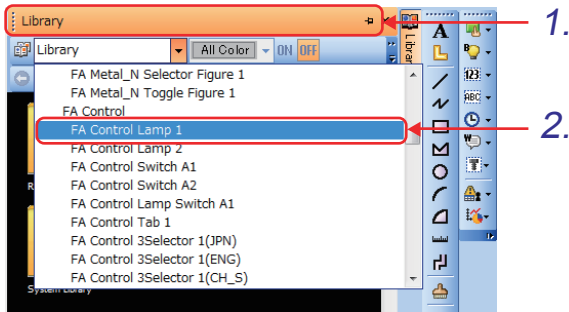 Library
1.
Library
All Color
ON OFF
Library
A
FA Metal_N Selector Figure 1
FA Metal_N Toggle Figure 1
FA Control
FA Control Lamp 1
2.
FA Control Lamp 2
FA Control Switch A1
FA Control Switch A2
FA Control Lamp Switch A1
FA Control Tab 1
FA Control 3Selector 1(JPN)
FA Control 3Selector 1(ENG)
FA Control 3Selector 1(CH_S)
System Library
123
ABC
T